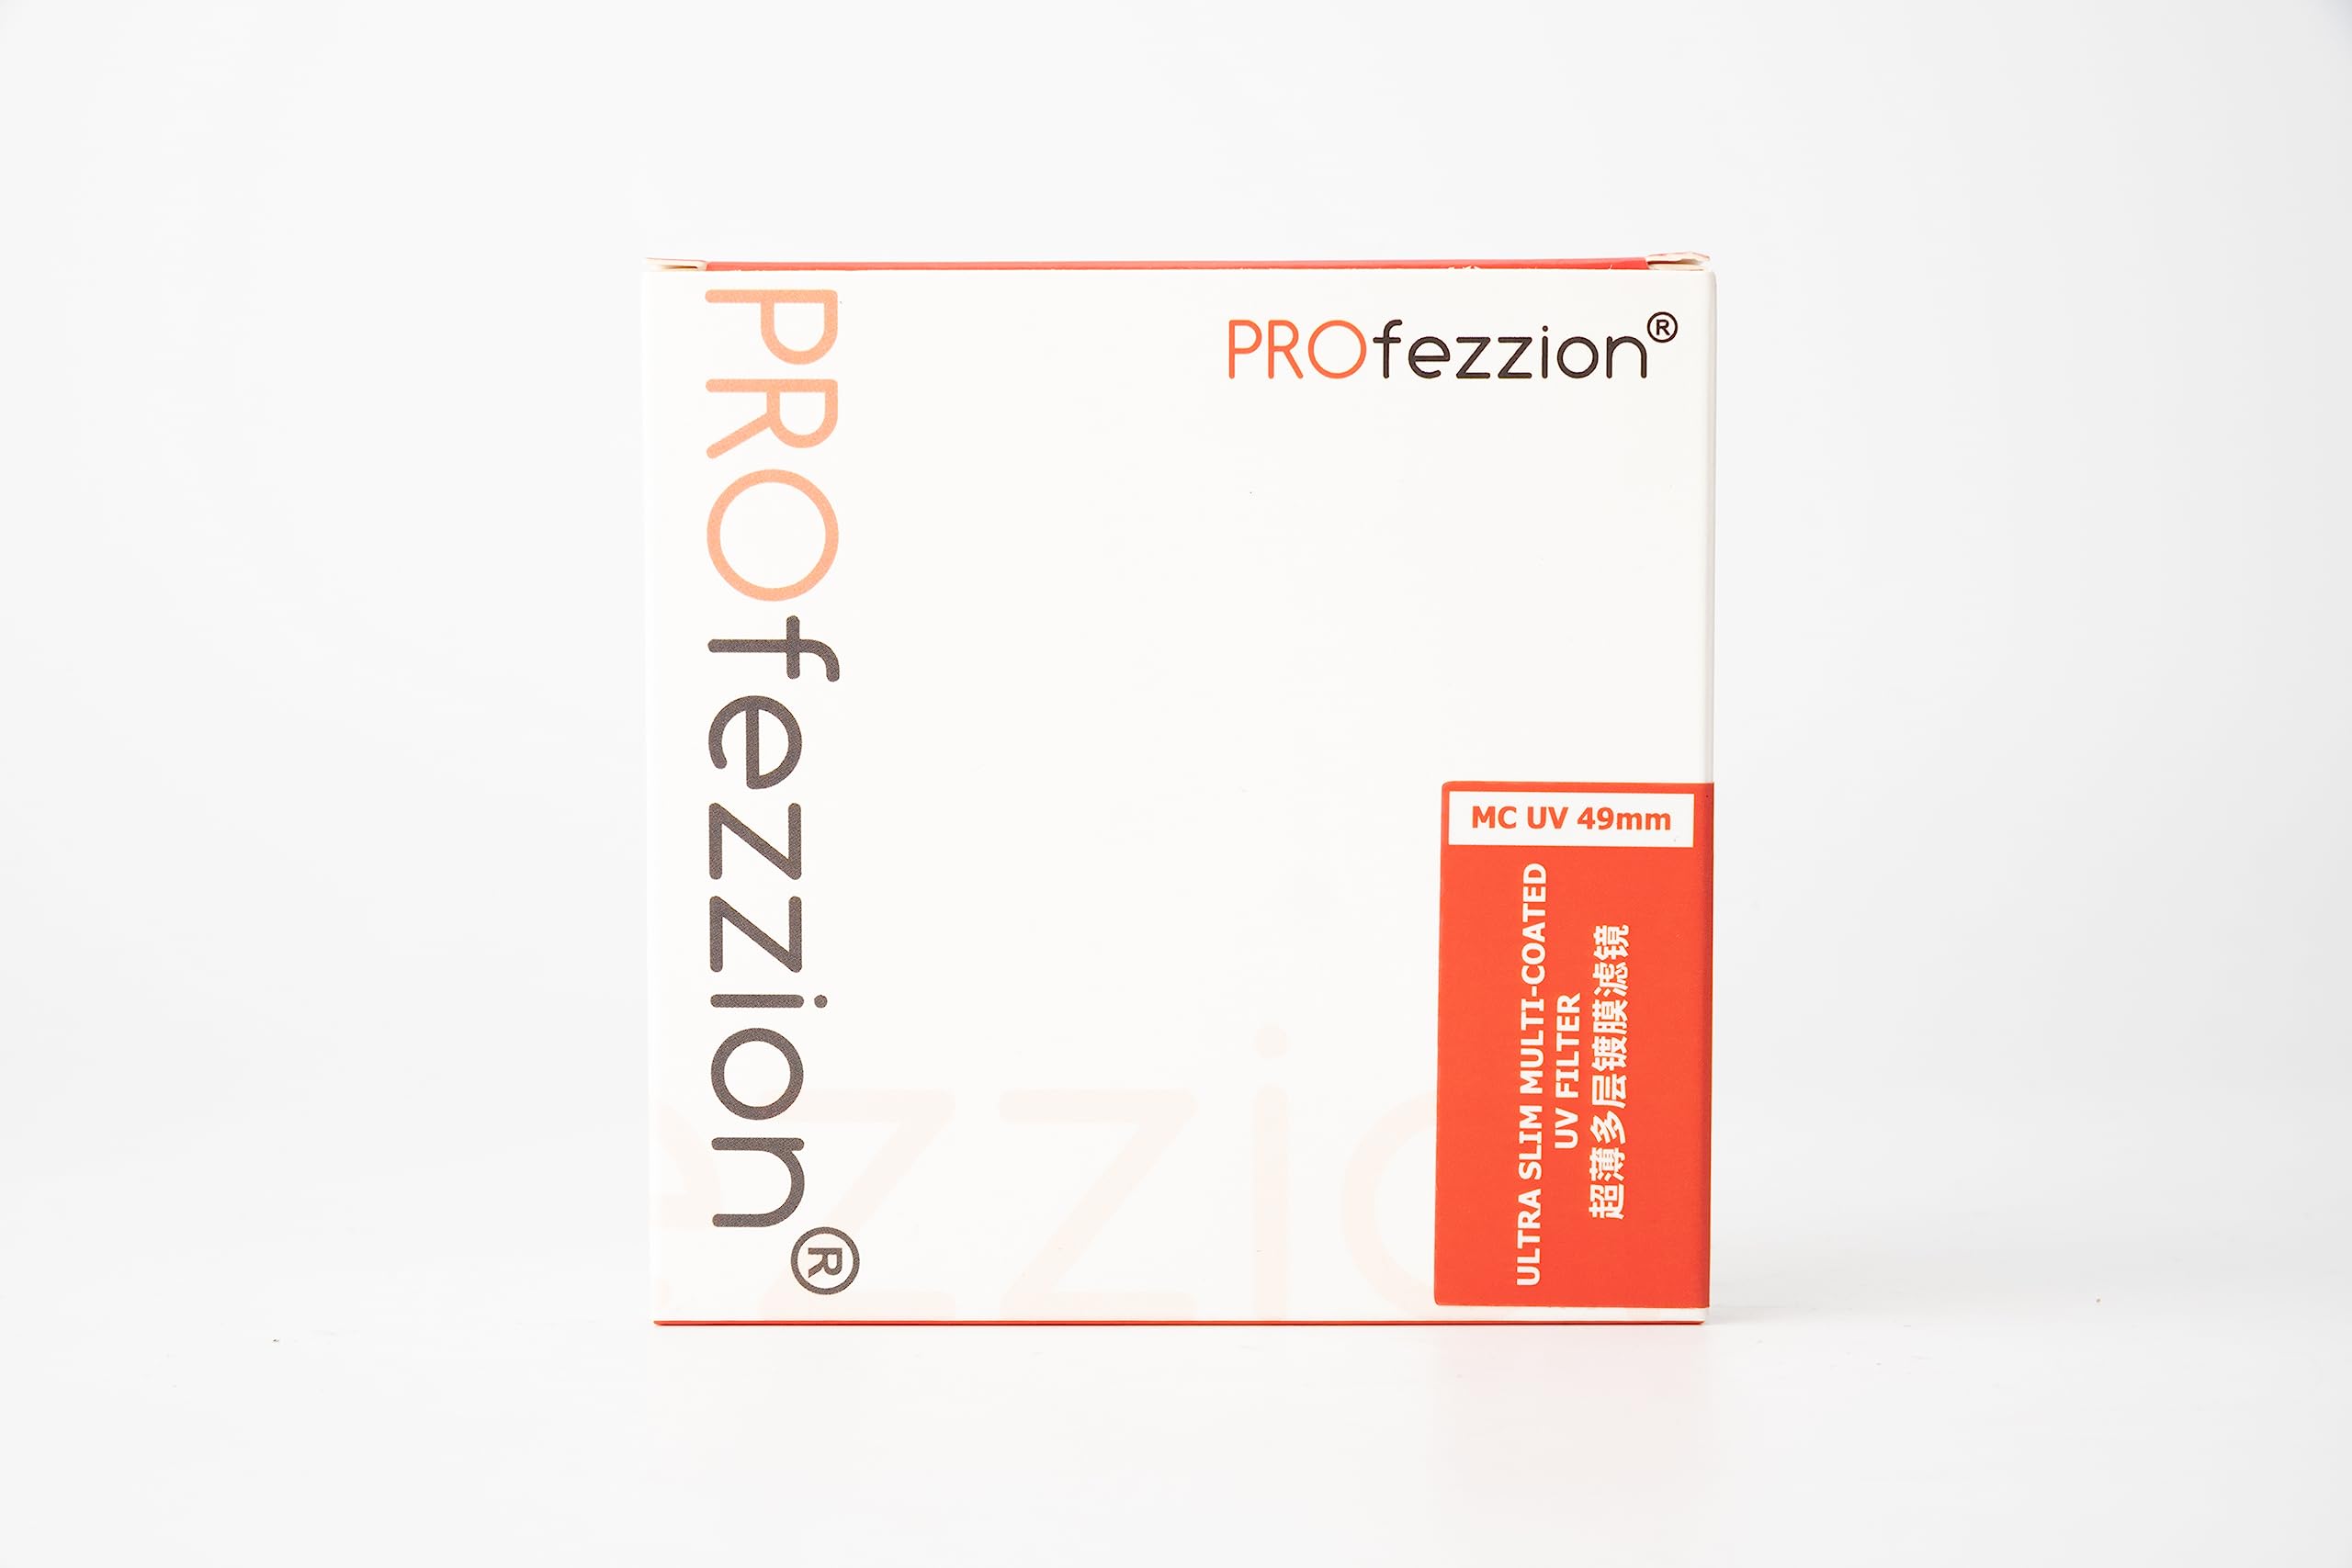 PROfezzion®
PROfezzion®
MC UV 49mm
ULTRA SLIM MULTI-COATED
UV FILTER
超薄多层镀膜滤镜
ezzio